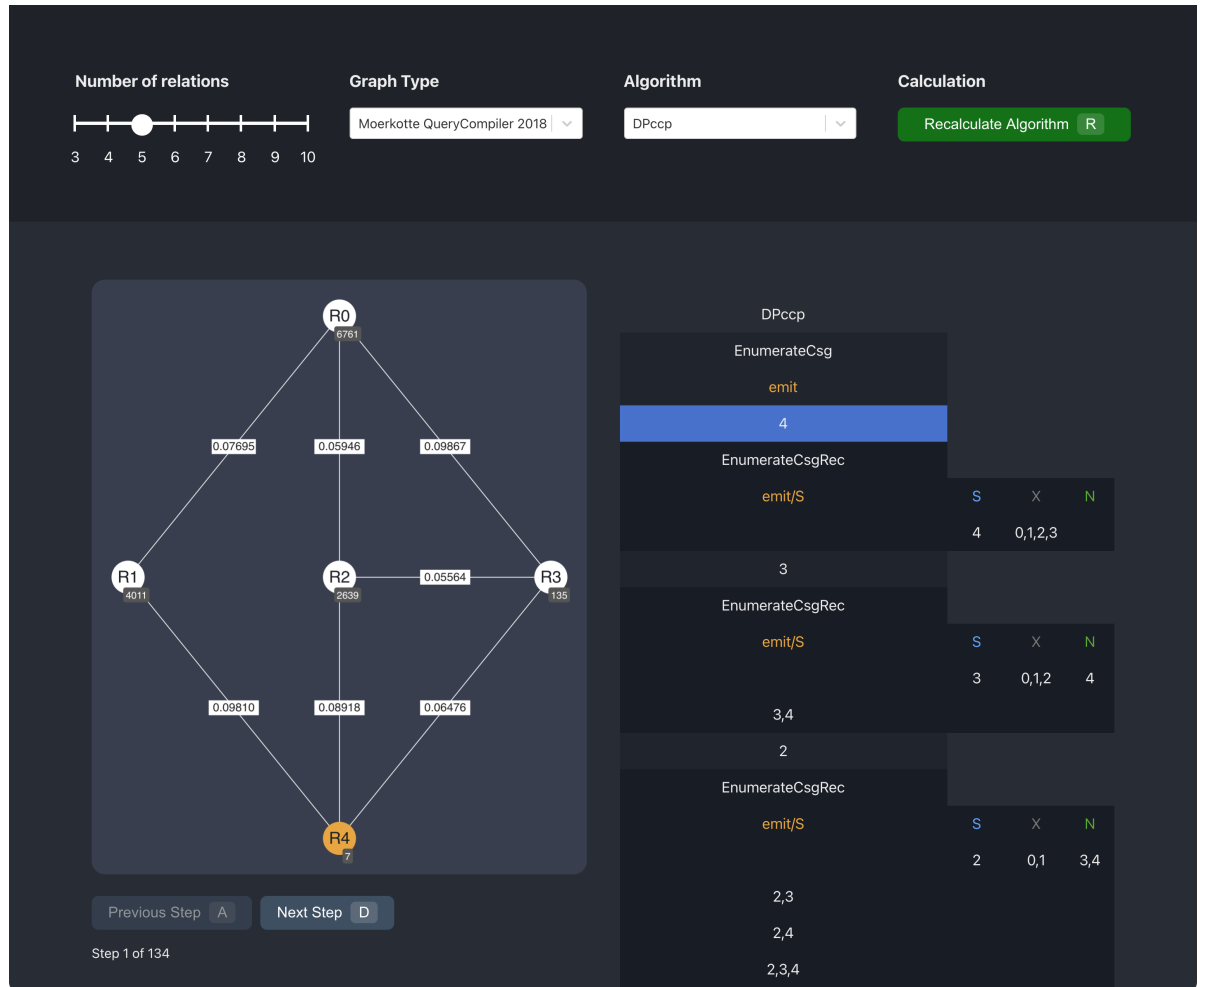 Number of relations
Graph Type
Algorithm
Calculation
Moerkotte QueryCompiler 2018
DPccp
Recalculate Algorithm R
3 4 5 6 7 8 9 10
R0
6761
0.07695 0.05946 0.09867
R1
4011
R2
2639
0.05564
R3
135
0.09810 0.08918 0.06476
R4
7
Previous Step A
Next Step D
Step 1 of 134
DPccp
EnumerateCsg
emit
4
EnumerateCsgRec
emit/S S X N
4 0,1,2,3
3
EnumerateCsgRec
emit/S S X N
3 0,1,2 4
3,4
2
EnumerateCsgRec
emit/S S X N
2 0,1 3,4
2,3
2,4
2,3,4